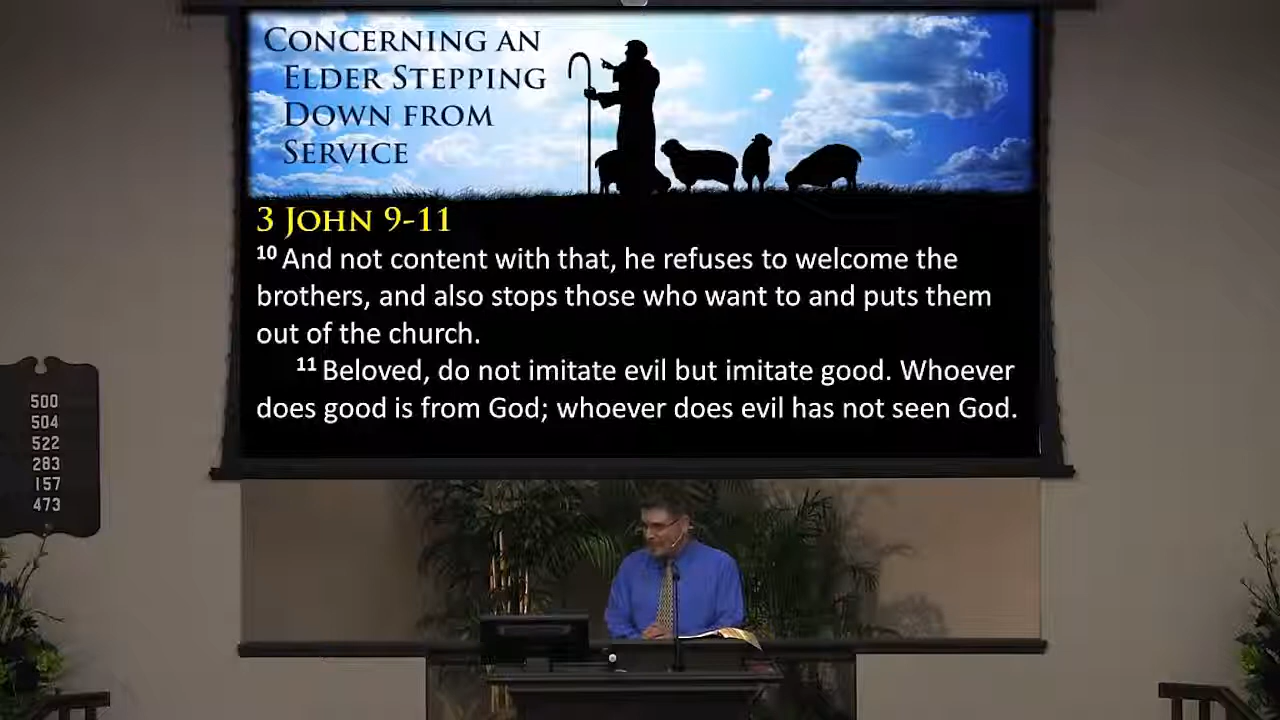 CONCERNING AN
ELDER STEPPING
DOWN FROM
SERVICE
3 JOHN 9-11
10 And not content with that, he refuses to welcome the
brothers, and also stops those who want to and puts them
out of the church.
11 Beloved, do not imitate evil but imitate good. Whoever
does good is from God; whoever does evil has not seen God.
500
504
522
283
157
473